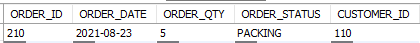 ORDER_ID ORDER_DATE ORDER_QTY ORDER_STATUS CUSTOMER_ID
210 2021-08-23 5 PACKING 110